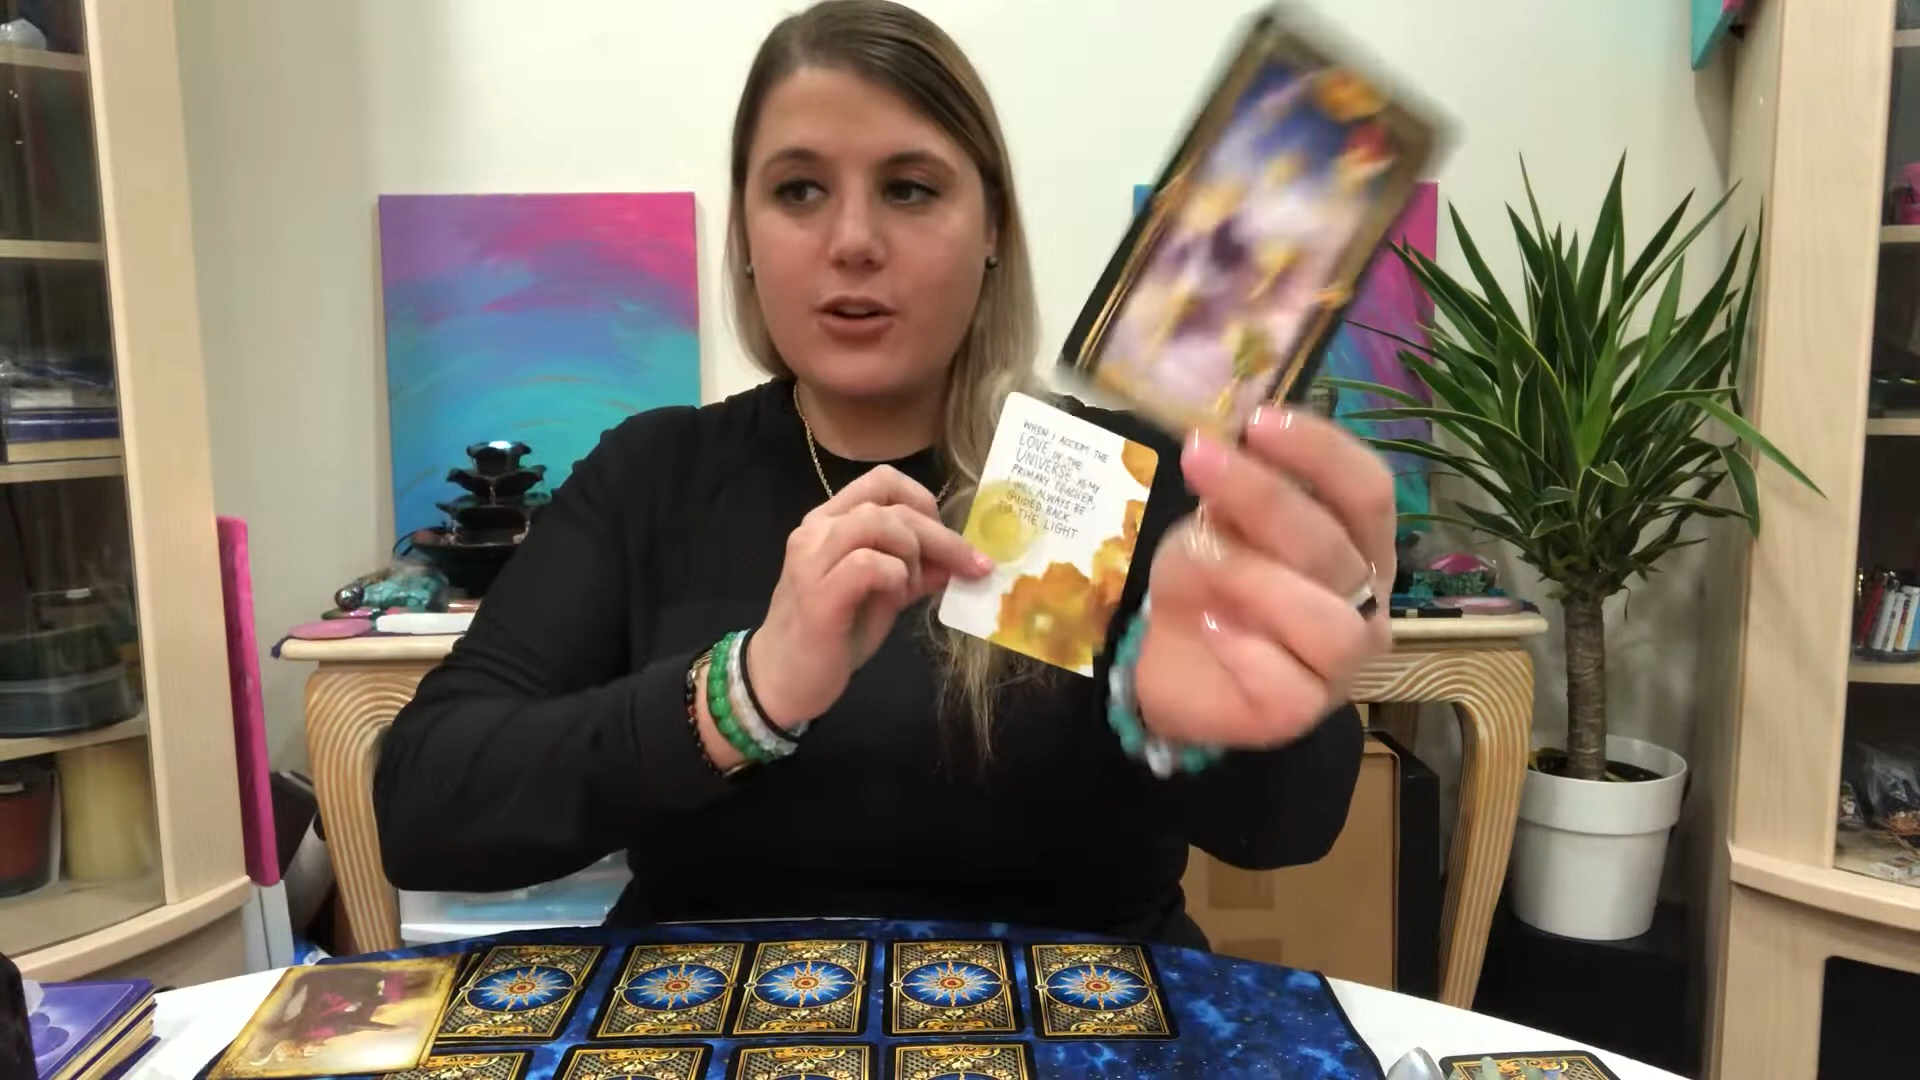 WHEN I ACCEPT THE
LOVE OF THE
UNIVERSE AS MY
PRIMARY TEACHER,
I WILL ALWAYS BE
GUIDED BACK
TO THE LIGHT